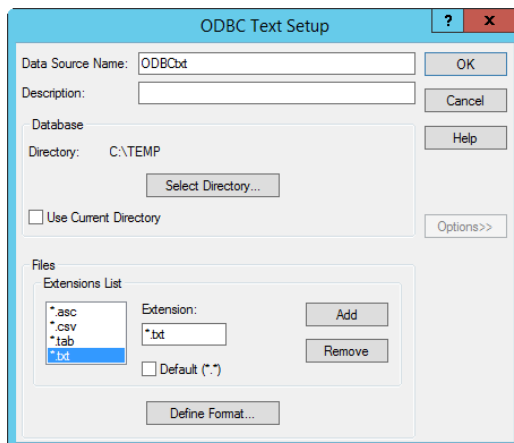 ODBC Text Setup
? x
Data Source Name: ODBCtxt OK
Description: Cancel
Database Help
Directory: C:\TEMP
Select Directory...
Use Current Directory Options>>
Files
Extensions List
*.asc Extension: Add
*.csv
*.tab *.txt
*.txt Remove
Default (*.*)
Define Format...